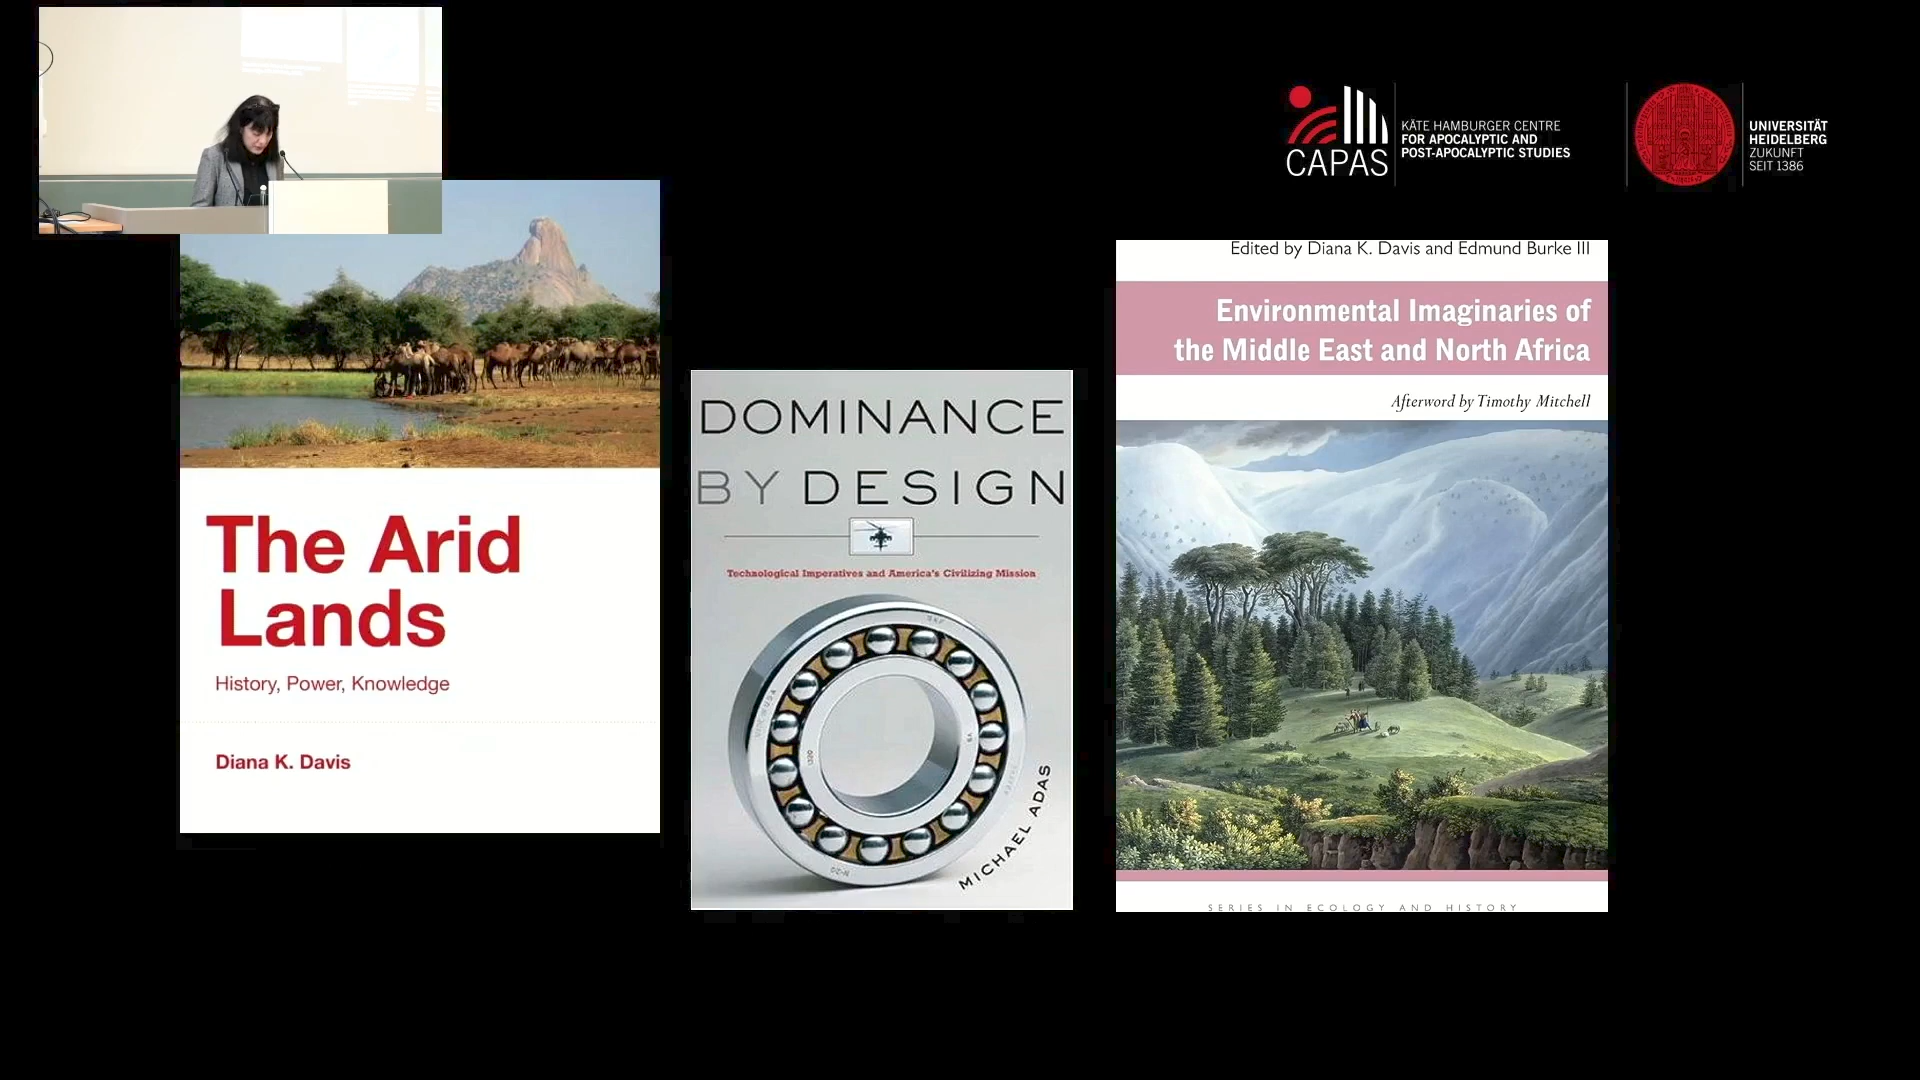 CAPAS
KÄTE HAMBURGER CENTRE
FOR APOCALYPTIC AND
POST-APOCALYPTIC STUDIES
UNIVERSITÄT
HEIDELBERG
ZUKUNFT
SEIT 1386
The Arid
Lands
History, Power, Knowledge
Diana K. Davis
DOMINANCE
BY DESIGN
Technological Imperatives and America's Civilizing Mission
SKF
MICHAEL ADAS
Edited by Diana K. Davis and Edmund Burke III
Environmental Imaginaries of
the Middle East and North Africa
Afterword by Timothy Mitchell
SERIES IN ECOLOGY AND HISTORY